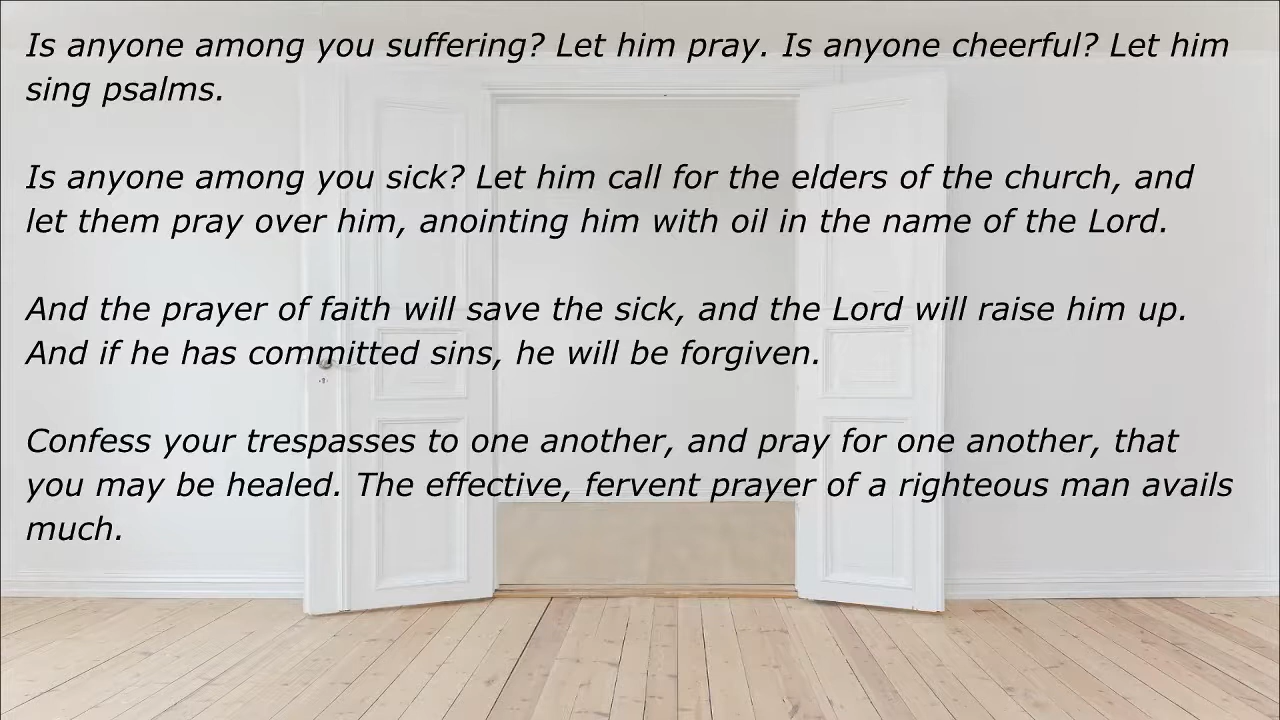 Is anyone among you suffering? Let him pray. Is anyone cheerful? Let him
sing psalms.
Is anyone among you sick? Let him call for the elders of the church, and
let them pray over him, anointing him with oil in the name of the Lord.
And the prayer of faith will save the sick, and the Lord will raise him up.
And if he has committed sins, he will be forgiven.
Confess your trespasses to one another, and pray for one another, that
you may be healed. The effective, fervent prayer of a righteous man avails
much.